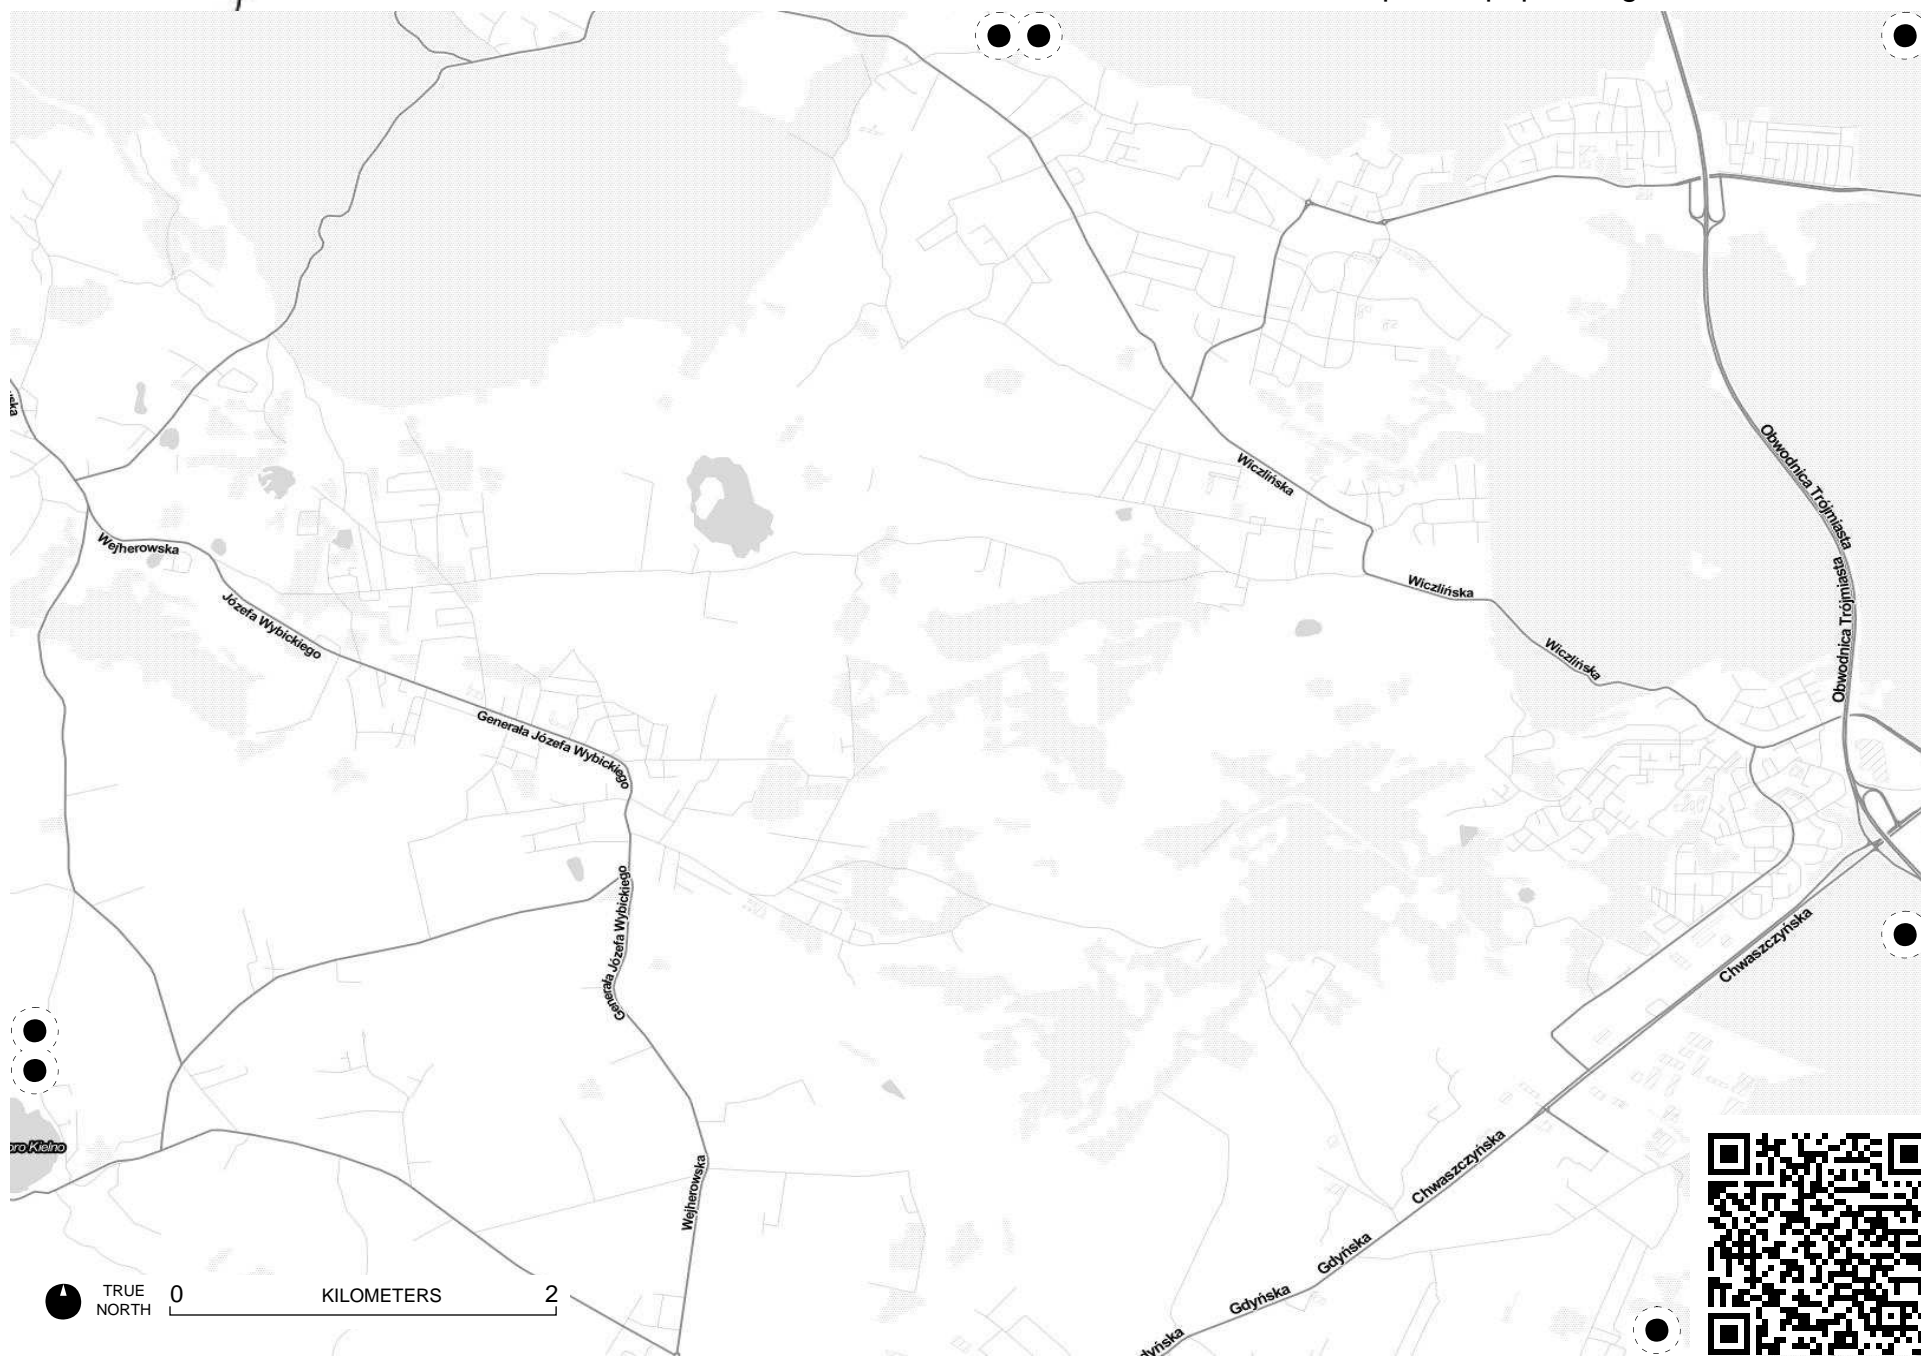 Wiczlińska
Obwodnica Trójmiasta
Wejherowska
Obwodnica Trójmiasta
Wiczlińska
Józefa Wybickiego
Wiczlińska
Generała Józefa Wybickiego
Generała Józefa Wybickiego
Chwaszczyńska
Kielno
Chwaszczyńska
Wejherowska
Gdyńska
Gdyńska
TRUE
NORTH
0 KILOMETERS 2